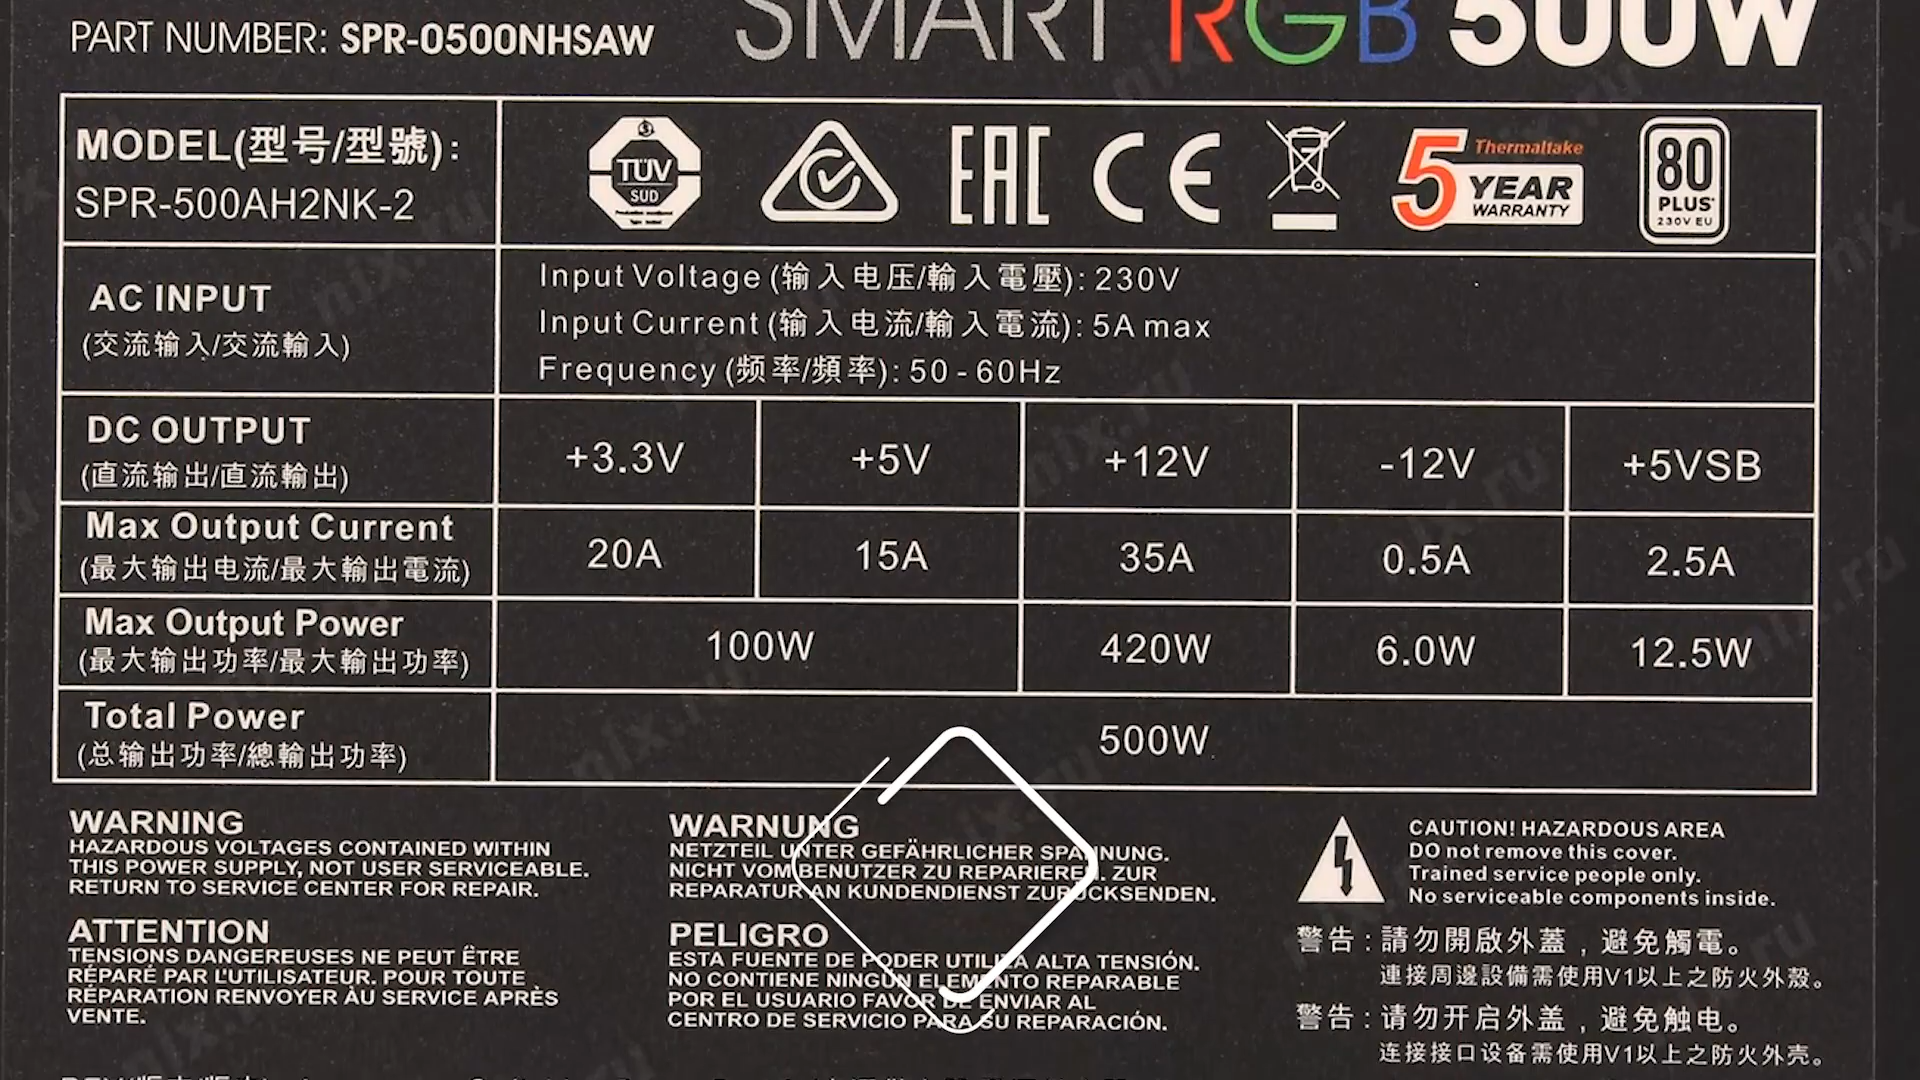 PART NUMBER: SPR-0500NHSAW
SMART RGB 500W
MODEL(型号/型號):
SPR-500AH2NK-2
TÜV
SUD
EAC
CE
5 YEAR
Thermaltake
WARRANTY
80
PLUS
230V EU
AC INPUT
(交流输入/交流輸入)
Input Voltage (输入电压/輸入電壓): 230V
Input Current (输入电流/輸入電流): 5A max
Frequency (频率/頻率): 50 - 60Hz
DC OUTPUT
(直流输出/直流輸出)
+3.3V +5V +12V -12V +5VSB
Max Output Current
(最大输出电流/最大輸出電流)
20A 15A 35A 0.5A 2.5A
Max Output Power
(最大输出功率/最大輸出功率)
100W 420W 6.0W 12.5W
Total Power
(总输出功率/總輸出功率)
500W
WARNING
HAZARDOUS VOLTAGES CONTAINED WITHIN
THIS POWER SUPPLY, NOT USER SERVICEABLE.
RETURN TO SERVICE CENTER FOR REPAIR.
ATTENTION
TENSIONS DANGEREUSES NE PEUT ÊTRE
RÉPARÉ PAR L'UTILISATEUR. POUR TOUTE
RÉPARATION RENVOYER ÀU SERVICE APRÈS
VENTE.
WARNUNG
NETZTEIL UNTER GEFÄHRLICHER SPANNUNG.
NICHT VOM BENUTZER ZU REPARIEREN. ZUR
REPARATUR AN KUNDENDIENST ZURÜCKSENDEN.
PELIGRO
ESTA FUENTE DE PODER UTILIZA ALTA TENSIÓN.
NO CONTIENE NINGÚN ELEMENTO REPARABLE
POR EL USUARIO FAVOR DE ENVIAR AL
CENTRO DE SERVICIO PARA SU REPARACIÓN.
CAUTION! HAZARDOUS AREA
DO not remove this cover.
Trained service people only.
No serviceable components inside.
警告:請勿開啟外蓋,避免觸電。
連接周邊設備需使用V1以上之防火外殼。
警告:请勿开启外盖,避免触电。
连接接口设备需使用V1以上之防火外壳。
nix.ru